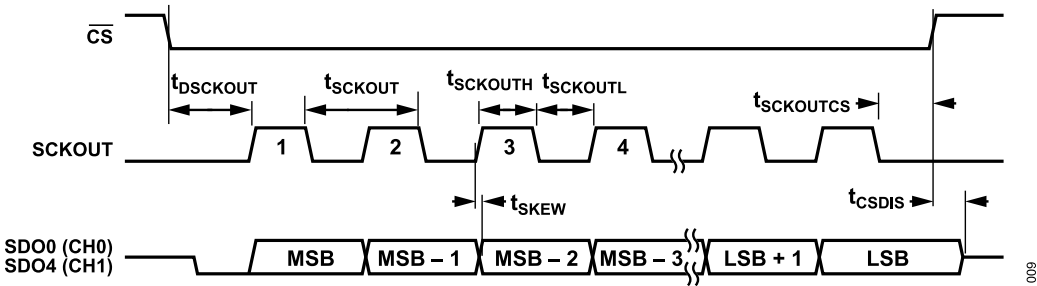 CS
tDSCKOUT
tSCKOUT
tSCKOUTH
tSCKOUTL
tSCKOUTCS
SCKOUT
1
2
3
4
tSKEW
tCSDIS
SDO0 (CH0)
SDO4 (CH1)
MSB
MSB – 1
MSB – 2
MSB – 3
LSB + 1
LSB
009